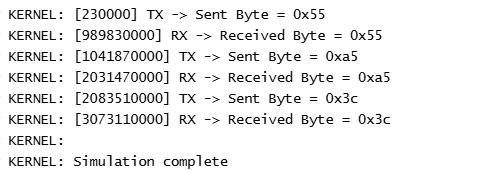 KERNEL: [230000] TX -> Sent Byte = 0x55
KERNEL: [989830000] RX -> Received Byte = 0x55
KERNEL: [1041870000] TX -> Sent Byte = 0xa5
KERNEL: [2031470000] RX -> Received Byte = 0xa5
KERNEL: [2083510000] TX -> Sent Byte = 0x3c
KERNEL: [3073110000] RX -> Received Byte = 0x3c
KERNEL:
KERNEL: Simulation complete